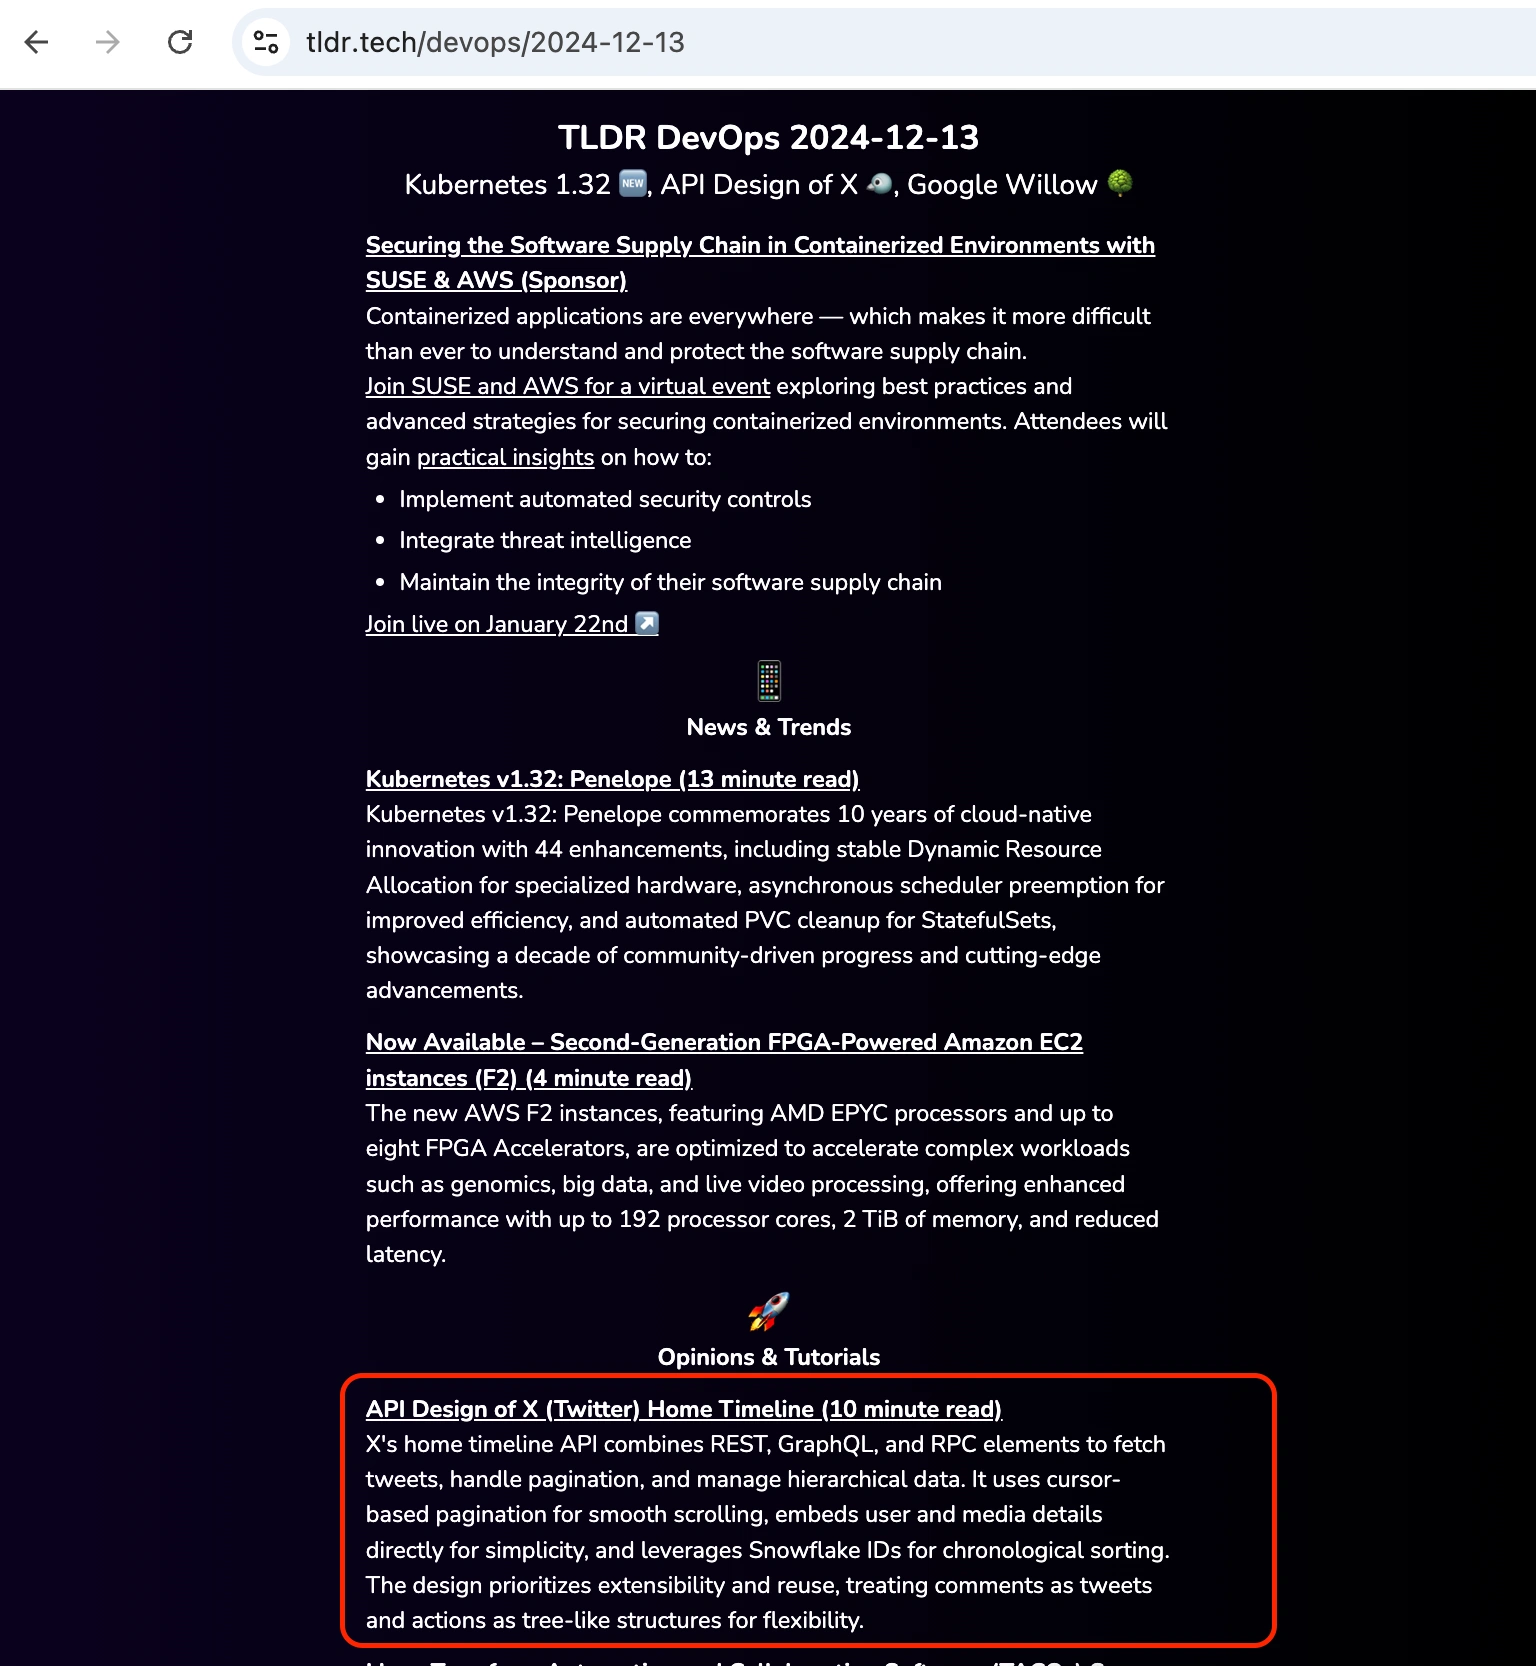 tldr.tech/devops/2024-12-13
TLDR DevOps 2024-12-13
Kubernetes 1.32 🆕, API Design of X 🐦, Google Willow 🌳
Securing the Software Supply Chain in Containerized Environments with
SUSE & AWS (Sponsor)
Containerized applications are everywhere — which makes it more difficult
than ever to understand and protect the software supply chain.
Join SUSE and AWS for a virtual event exploring best practices and
advanced strategies for securing containerized environments. Attendees will
gain practical insights on how to:
• Implement automated security controls
• Integrate threat intelligence
• Maintain the integrity of their software supply chain
Join live on January 22nd ↗️
News & Trends
Kubernetes v1.32: Penelope (13 minute read)
Kubernetes v1.32: Penelope commemorates 10 years of cloud-native
innovation with 44 enhancements, including stable Dynamic Resource
Allocation for specialized hardware, asynchronous scheduler preemption for
improved efficiency, and automated PVC cleanup for StatefulSets,
showcasing a decade of community-driven progress and cutting-edge
advancements.
Now Available – Second-Generation FPGA-Powered Amazon EC2
instances (F2) (4 minute read)
The new AWS F2 instances, featuring AMD EPYC processors and up to
eight FPGA Accelerators, are optimized to accelerate complex workloads
such as genomics, big data, and live video processing, offering enhanced
performance with up to 192 processor cores, 2 TiB of memory, and reduced
latency.
Opinions & Tutorials
API Design of X (Twitter) Home Timeline (10 minute read)
X's home timeline API combines REST, GraphQL, and RPC elements to fetch
tweets, handle pagination, and manage hierarchical data. It uses cursor-
based pagination for smooth scrolling, embeds user and media details
directly for simplicity, and leverages Snowflake IDs for chronological sorting.
The design prioritizes extensibility and reuse, treating comments as tweets
and actions as tree-like structures for flexibility.